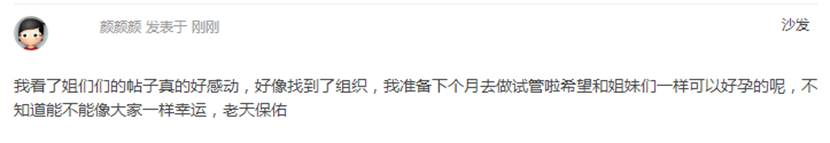 颜颜颜 发表于 刚刚
沙发
我看了姐们们的帖子真的好感动，好像找到了组织，我准备下个月去做试管啦希望和姐妹们一样可以好孕的呢，不
知道能不能像大家一样幸运，老天保佑